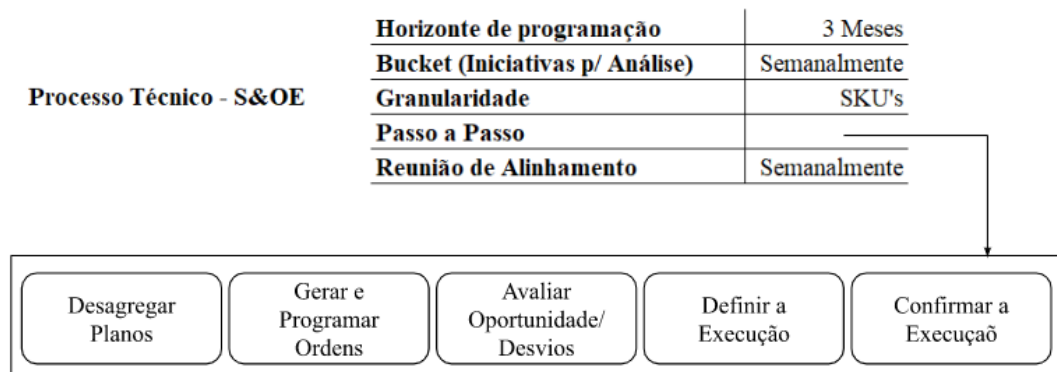 Horizonte de programação 3 Meses
Bucket (Iniciativas p/ Análise) Semanalmente
Processo Técnico - S&OE
Granularidade SKU's
Passo a Passo
Reunião de Alinhamento Semanalmente
Desagregar
Planos
Gerar e
Programar
Ordens
Avaliar
Oportunidade/
Desvios
Definir a
Execução
Confirmar a
Execuçaõ